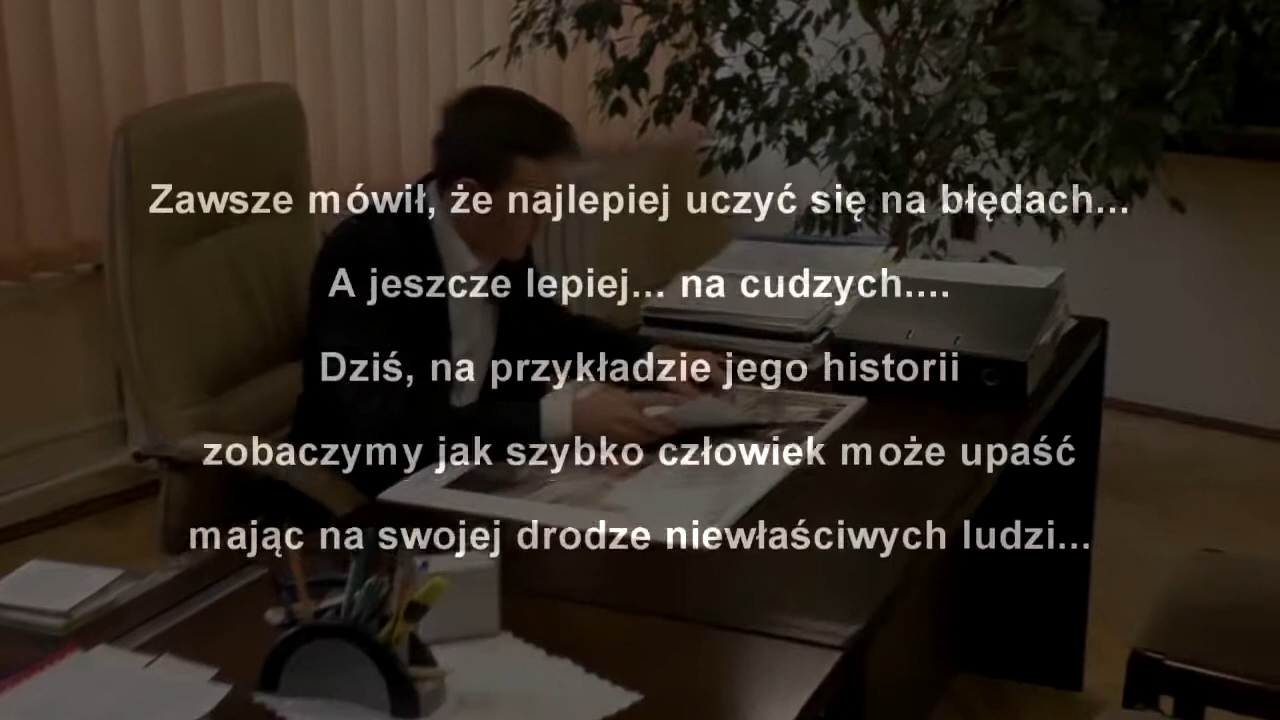 Zawsze mówił, że najlepiej uczyć się na błędach...
A jeszcze lepiej... na cudzych....
Dziś, na przykładzie jego historii
zobaczymy jak szybko człowiek może upaść
mając na swojej drodze niewłaściwych ludzi...